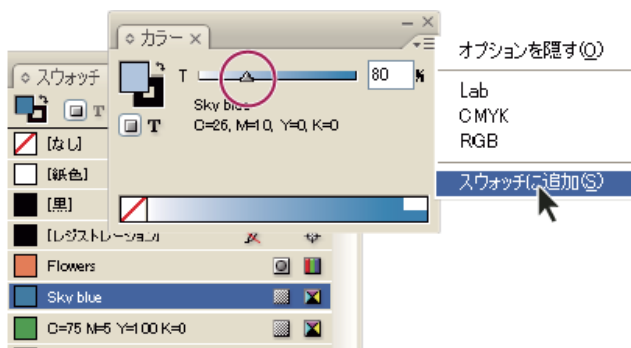 カラー ×
T 80 %
Sky blue
C=26, M=10, Y=0, K=0
T
スウォッチ
T
[なし]
[紙色]
[黒]
[レジストレーション]
Flowers
Sky blue
C=75 M=5 Y=100 K=0
オプションを隠す(O)
Lab
CMYK
RGB
スウォッチに追加(S)